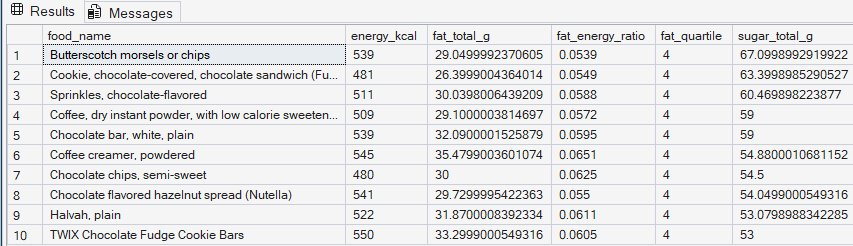 Results Messages
food_name energy_kcal fat_total_g fat_energy_ratio fat_quartile sugar_total_g
1 Butterscotch morsels or chips 539 29.0499992370605 0.0539 4 67.0998992919922
2 Cookie, chocolate-covered, chocolate sandwich (Fu... 481 26.3999004364014 0.0549 4 63.3998985290527
3 Sprinkles, chocolate-flavored 511 30.0398006439209 0.0588 4 60.469898223877
4 Coffee, dry instant powder, with low calorie sweeten... 509 29.1000003814697 0.0572 4 59
5 Chocolate bar, white, plain 539 32.0900001525879 0.0595 4 59
6 Coffee creamer, powdered 545 35.4799003601074 0.0651 4 54.8800010681152
7 Chocolate chips, semi-sweet 480 30 0.0625 4 54.5
8 Chocolate flavored hazelnut spread (Nutella) 541 29.7299995422363 0.055 4 54.0499000549316
9 Halvah, plain 522 31.8700008392334 0.0611 4 53.0798988342285
10 TWIX Chocolate Fudge Cookie Bars 550 33.2999000549316 0.0605 4 53